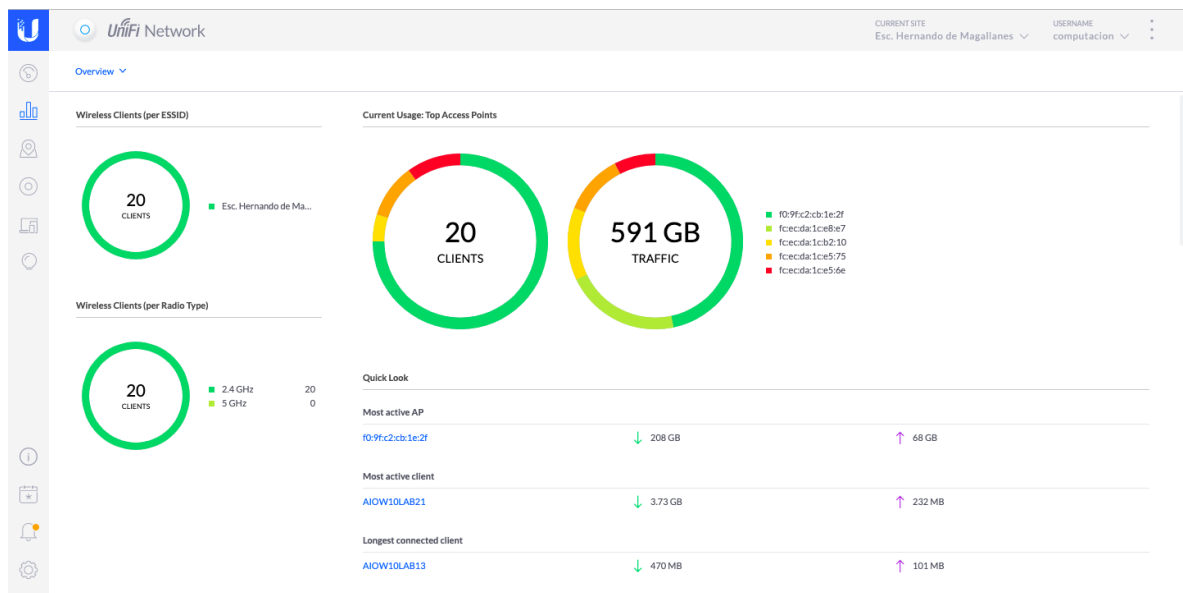 UniFi Network
CURRENT SITE
Esc. Hernando de Magallanes
USERNAME
computacion
Overview
Wireless Clients (per ESSID)
20
CLIENTS
Esc. Hernando de Ma...
Wireless Clients (per Radio Type)
20
CLIENTS
2.4 GHz 20
5 GHz 0
Current Usage: Top Access Points
20
CLIENTS
591 GB
TRAFFIC
f0:9f:c2:cb:1e:2f
fc:ec:da:1c:e8:e7
fc:ec:da:1c:b2:10
fc:ec:da:1c:e5:75
fc:ec:da:1c:e5:6e
Quick Look
Most active AP
f0:9f:c2:cb:1e:2f 208 GB 68 GB
Most active client
AIOW10LAB21 3.73 GB 232 MB
Longest connected client
AIOW10LAB13 470 MB 101 MB